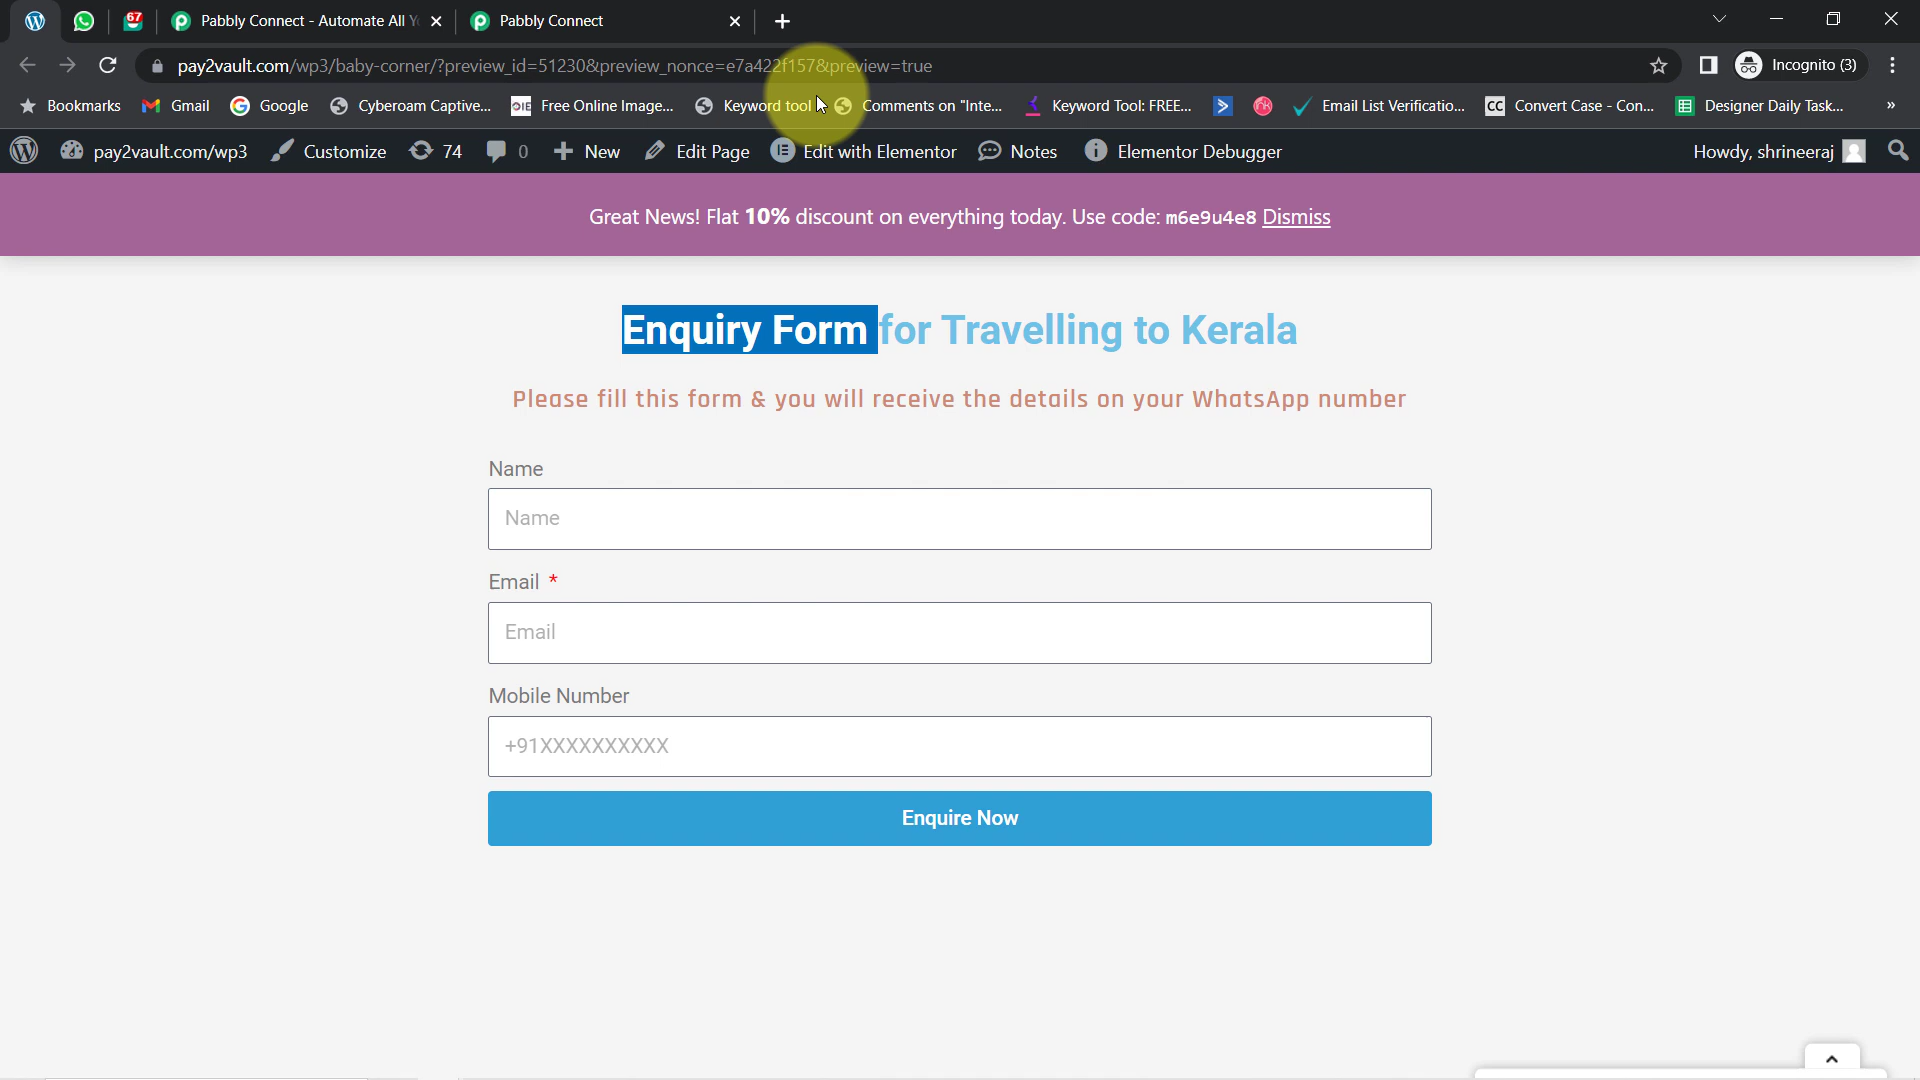 67
Pabbly Connect - Automate All Y
Pabbly Connect
pay2vault.com/wp3/baby-corner/?preview_id=51230&preview_nonce=e7a422f157&preview=true
Incognito (3)
Bookmarks
Gmail
Google
Cyberoam Captive...
OIE Free Online Image...
Keyword tool
Comments on "Inte...
Keyword Tool: FREE...
Email List Verificatio...
CC Convert Case - Con...
Designer Daily Task...
»
pay2vault.com/wp3
Customize
74
0
New
Edit Page
Edit with Elementor
Notes
Elementor Debugger
Howdy, shrineeraj
Great News! Flat 10% discount on everything today. Use code: m6e9u4e8 Dismiss
Enquiry Form for Travelling to Kerala
Please fill this form & you will receive the details on your WhatsApp number
Name
Name
Email *
Email
Mobile Number
+91XXXXXXXXXX
Enquire Now